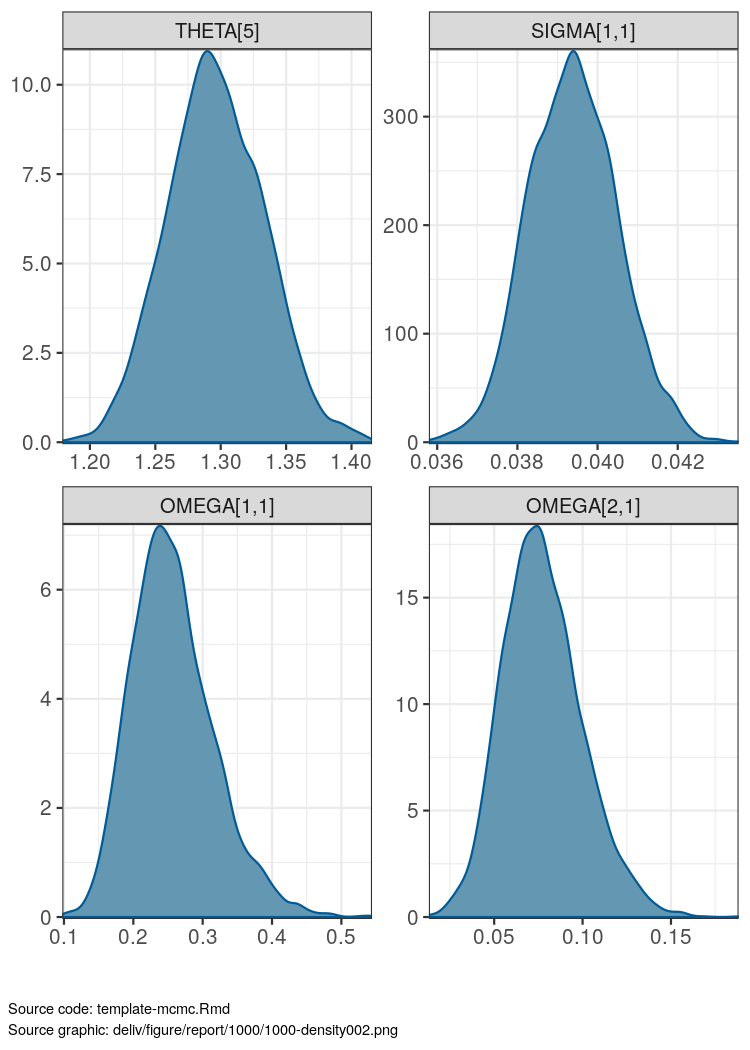 THETA[5] SIGMA[1,1]
10.0
7.5
5.0
2.5
0.0
1.20 1.25 1.30 1.35 1.40
300
200
100
0
0.036 0.038 0.040 0.042
OMEGA[1,1] OMEGA[2,1]
6
4
2
0
0.1 0.2 0.3 0.4 0.5
15
10
5
0
0.05 0.10 0.15
Source code: template-mcmc.Rmd
Source graphic: deliv/figure/report/1000/1000-density002.png